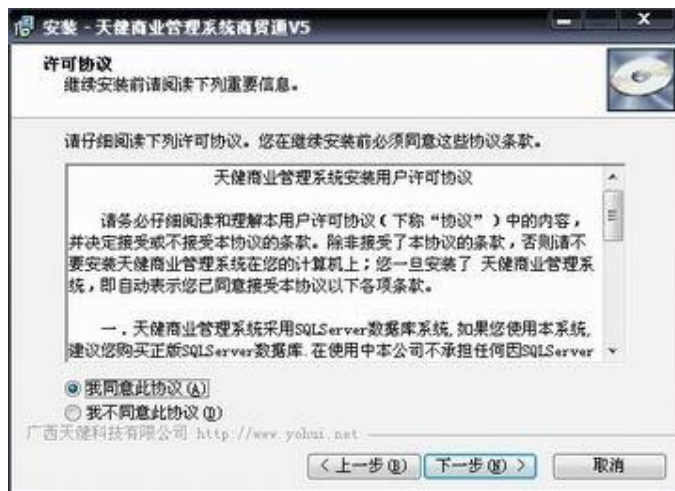 安装 - 天健商业管理系统商贸通V5
许可协议
继续安装前请阅读下列重要信息。
请仔细阅读下列许可协议。您在继续安装前必须同意这些协议条款。
天健商业管理系统安装用户许可协议
请务必仔细阅读和理解本用户许可协议(下称“协议”)中的内容，
并决定接受或不接受本协议的条款。除非接受了本协议的条款，否则请不
要安装天健商业管理系统在您的计算机上；您一旦安装了 天健商业管理系
统，即自动表示您已同意接受本协议以下各项条款。
一．天健商业管理系统采用SQLServer数据库系统,如果您使用本系统,
建议您购买正版SQLServer数据库.在使用中本公司不承担任何因SQLServer
我同意此协议(A)
我不同意此协议(D)
广西天健科技有限公司 http://www.yohui.net
< 上一步(B)
下一步(N) >
取消